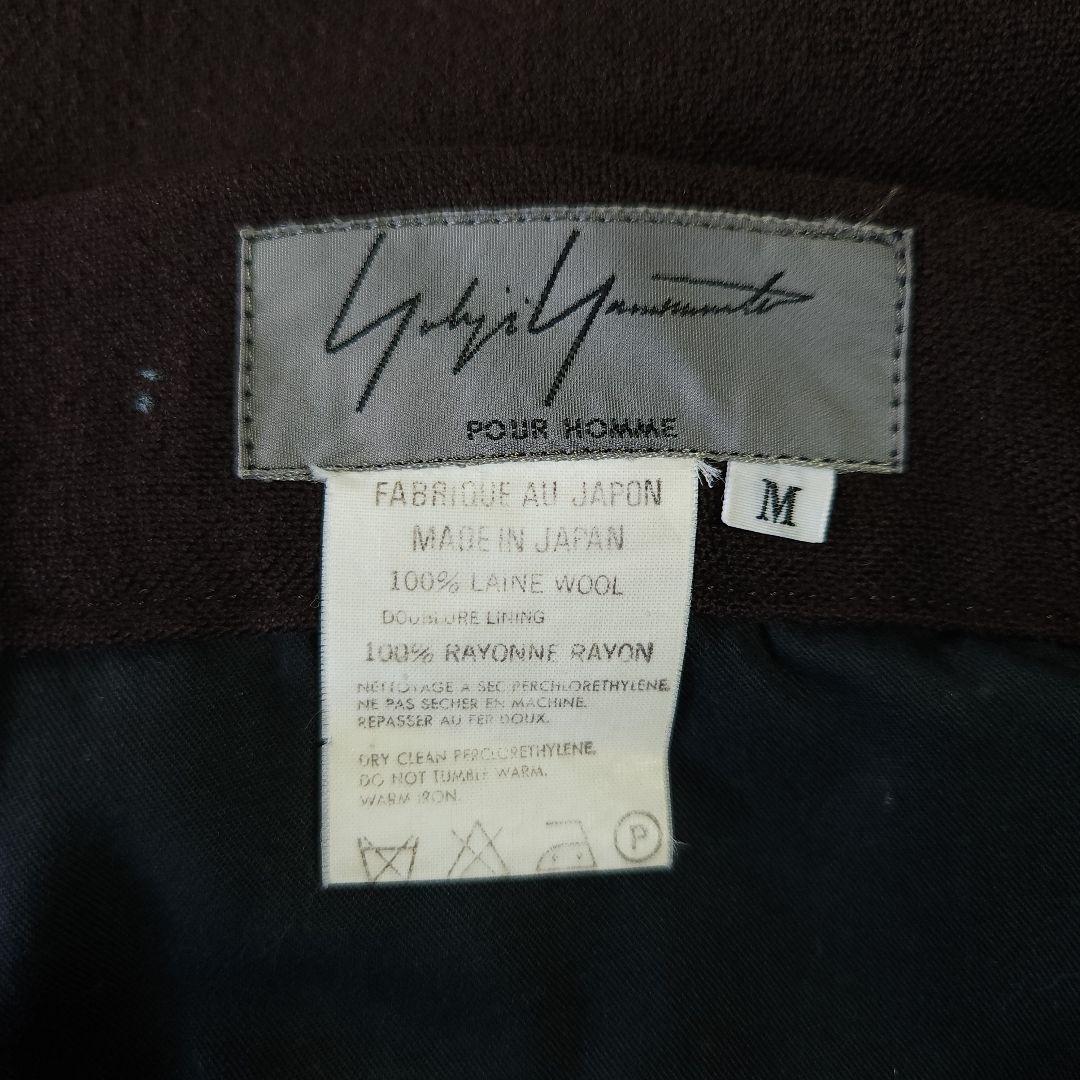 Yohji Yamamoto
POUR HOMME
M
FABRIQUE AU JAPON
MADE IN JAPAN
100% LAINE WOOL
DOUBLURE LINING
100% RAYONNE RAYON
NETTOYAGE A SEC PERCHLORETHYLENE.
NE PAS SECHER EN MACHINE.
REPASSER AU FER DOUX.
DRY CLEAN PERCLORETHYLENE.
DO NOT TUMBLE WARM.
WARM IRON.
P